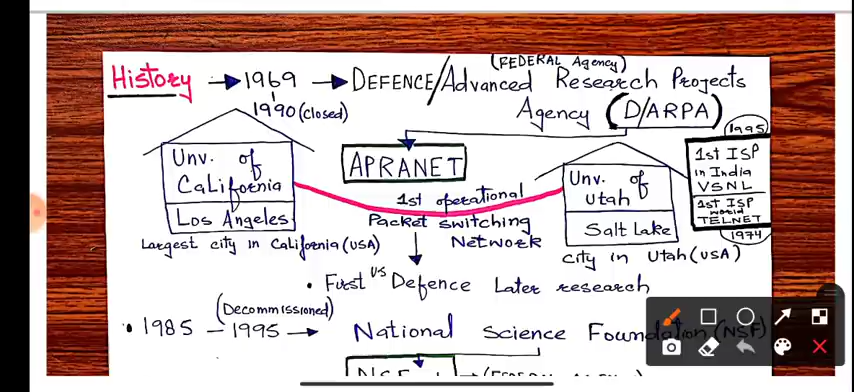 (FEDERAL Agency)
History → 1969 → DEFENCE/Advanced Research Projects
1990 (closed)
Agency (D/ARPA)
APRANET
Unv. of
California
Los Angeles
Largest city in California (USA)
1st operational
Packet switching
Network
Unv. of
Utah
Salt Lake
city in Utah (USA)
1995
1st ISP
in India
VSNL
1st ISP
world
TELNET
1974
• First US Defence Later research
(Decommissioned)
• 1985 – 1995 → National Science Foundation (NSF)